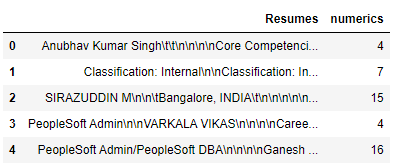 Resumes numerics
0 Anubhav Kumar Singh\t\t\n\n\n\nCore Competenci... 4
1 Classification: Internal\n\nClassification: In... 7
2 SIRAZUDDIN M\n\n\tBangalore, INDIA\t\n\n\n\n\n... 15
3 PeopleSoft Admin\n\n\nVARKALA VIKAS\n\n\n\nCaree... 4
4 PeopleSoft Admin/PeopleSoft DBA\n\n\n\nGanesh ... 16